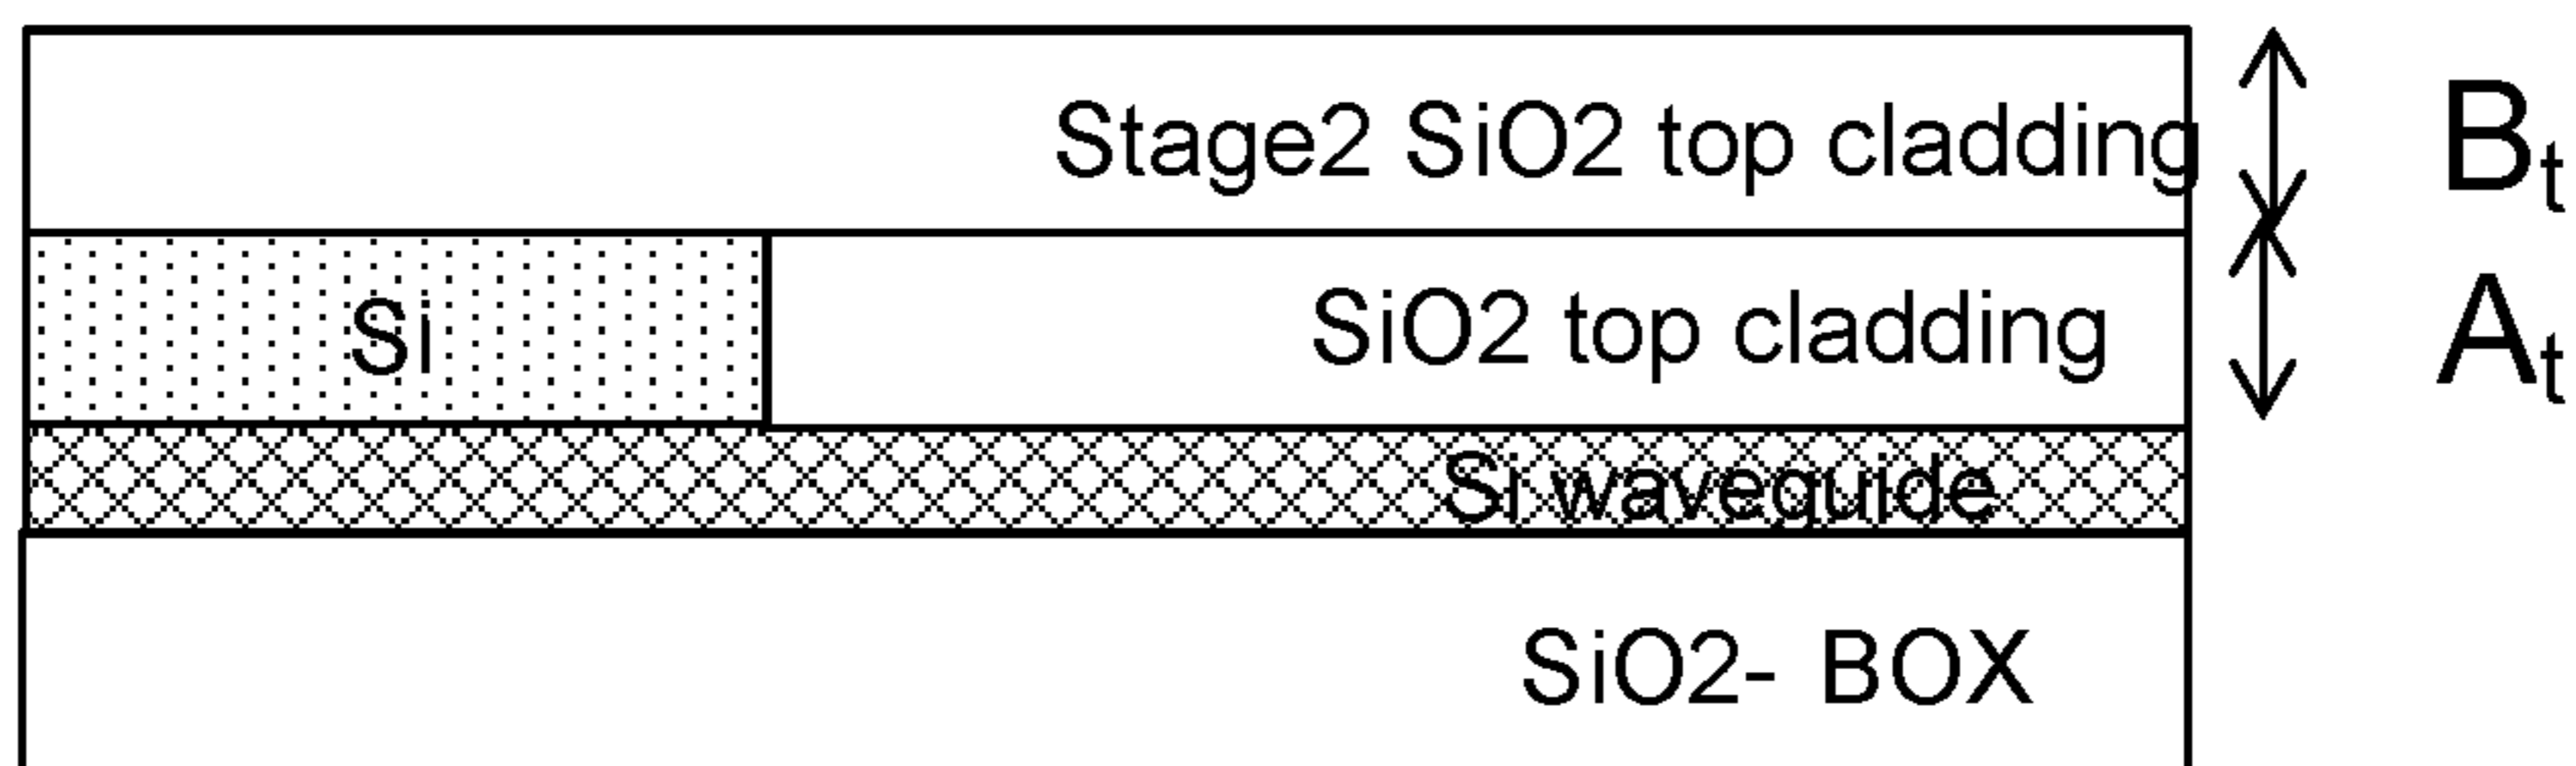 Stage2 SiO2 top cladding
Bt
Si
SiO2 top cladding
At
Si waveguide
SiO2- BOX